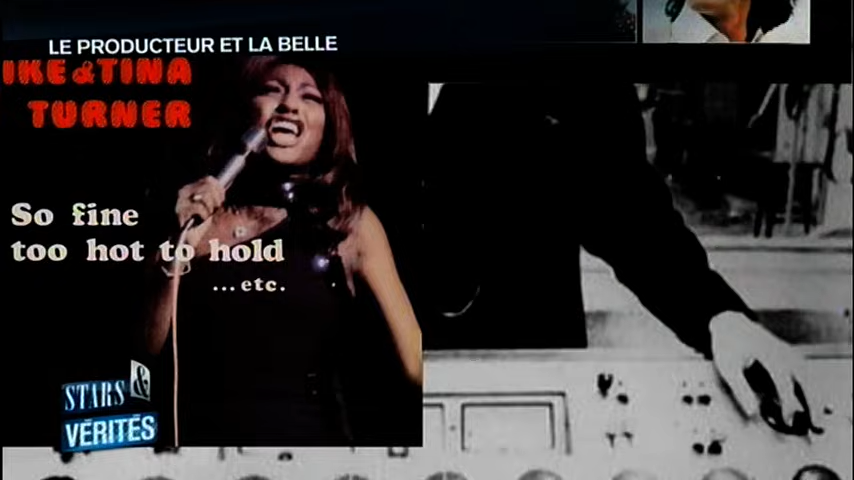 LE PRODUCTEUR ET LA BELLE
IKE & TINA
TURNER
So fine
too hot to hold
...etc.
STARS &
VÉRITÉS